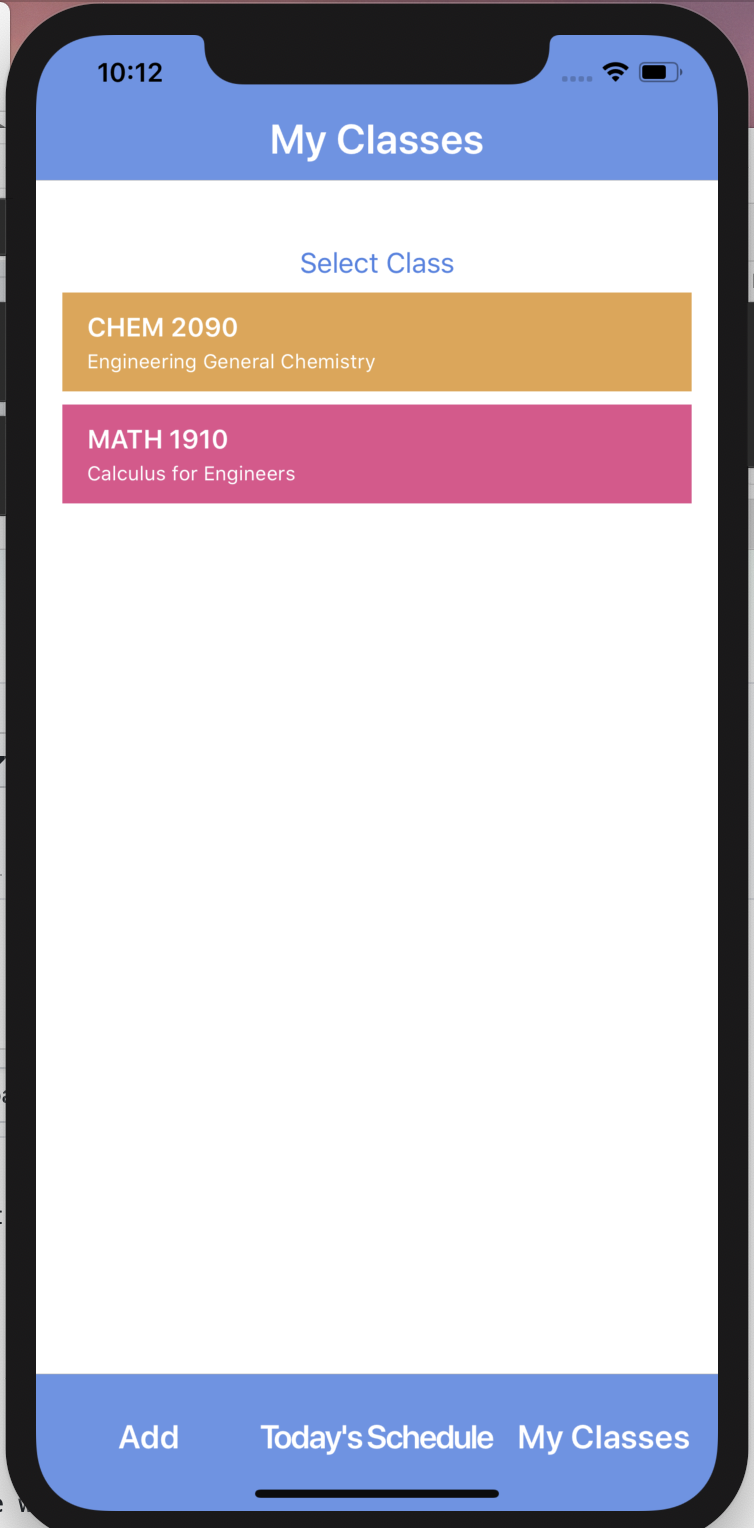 10:12
My Classes
Select Class
CHEM 2090
Engineering General Chemistry
MATH 1910
Calculus for Engineers
Add Today's Schedule My Classes